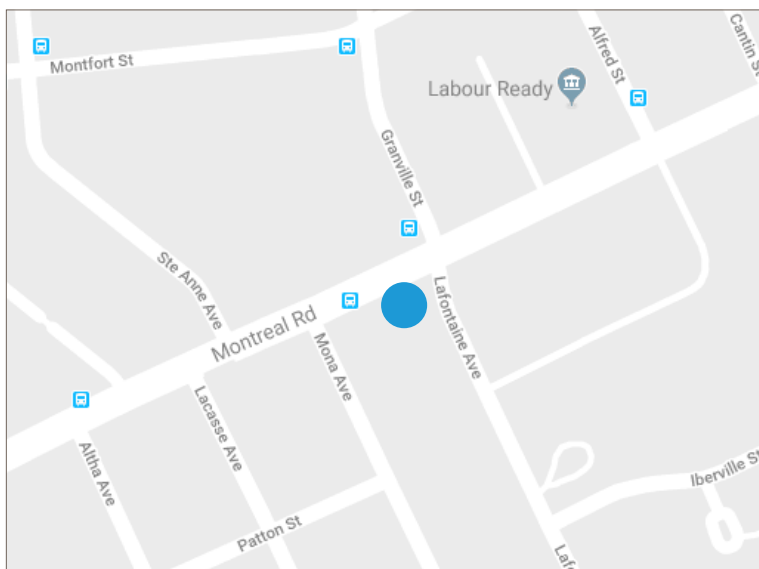 Montfort St
Labour Ready
Alfred St
Cantin St
Granville St
Ste Anne Ave
Montreal Rd
Lafontaine Ave
Mona Ave
Lacasse Ave
Altha Ave
Patton St
Iberville St
Lafo